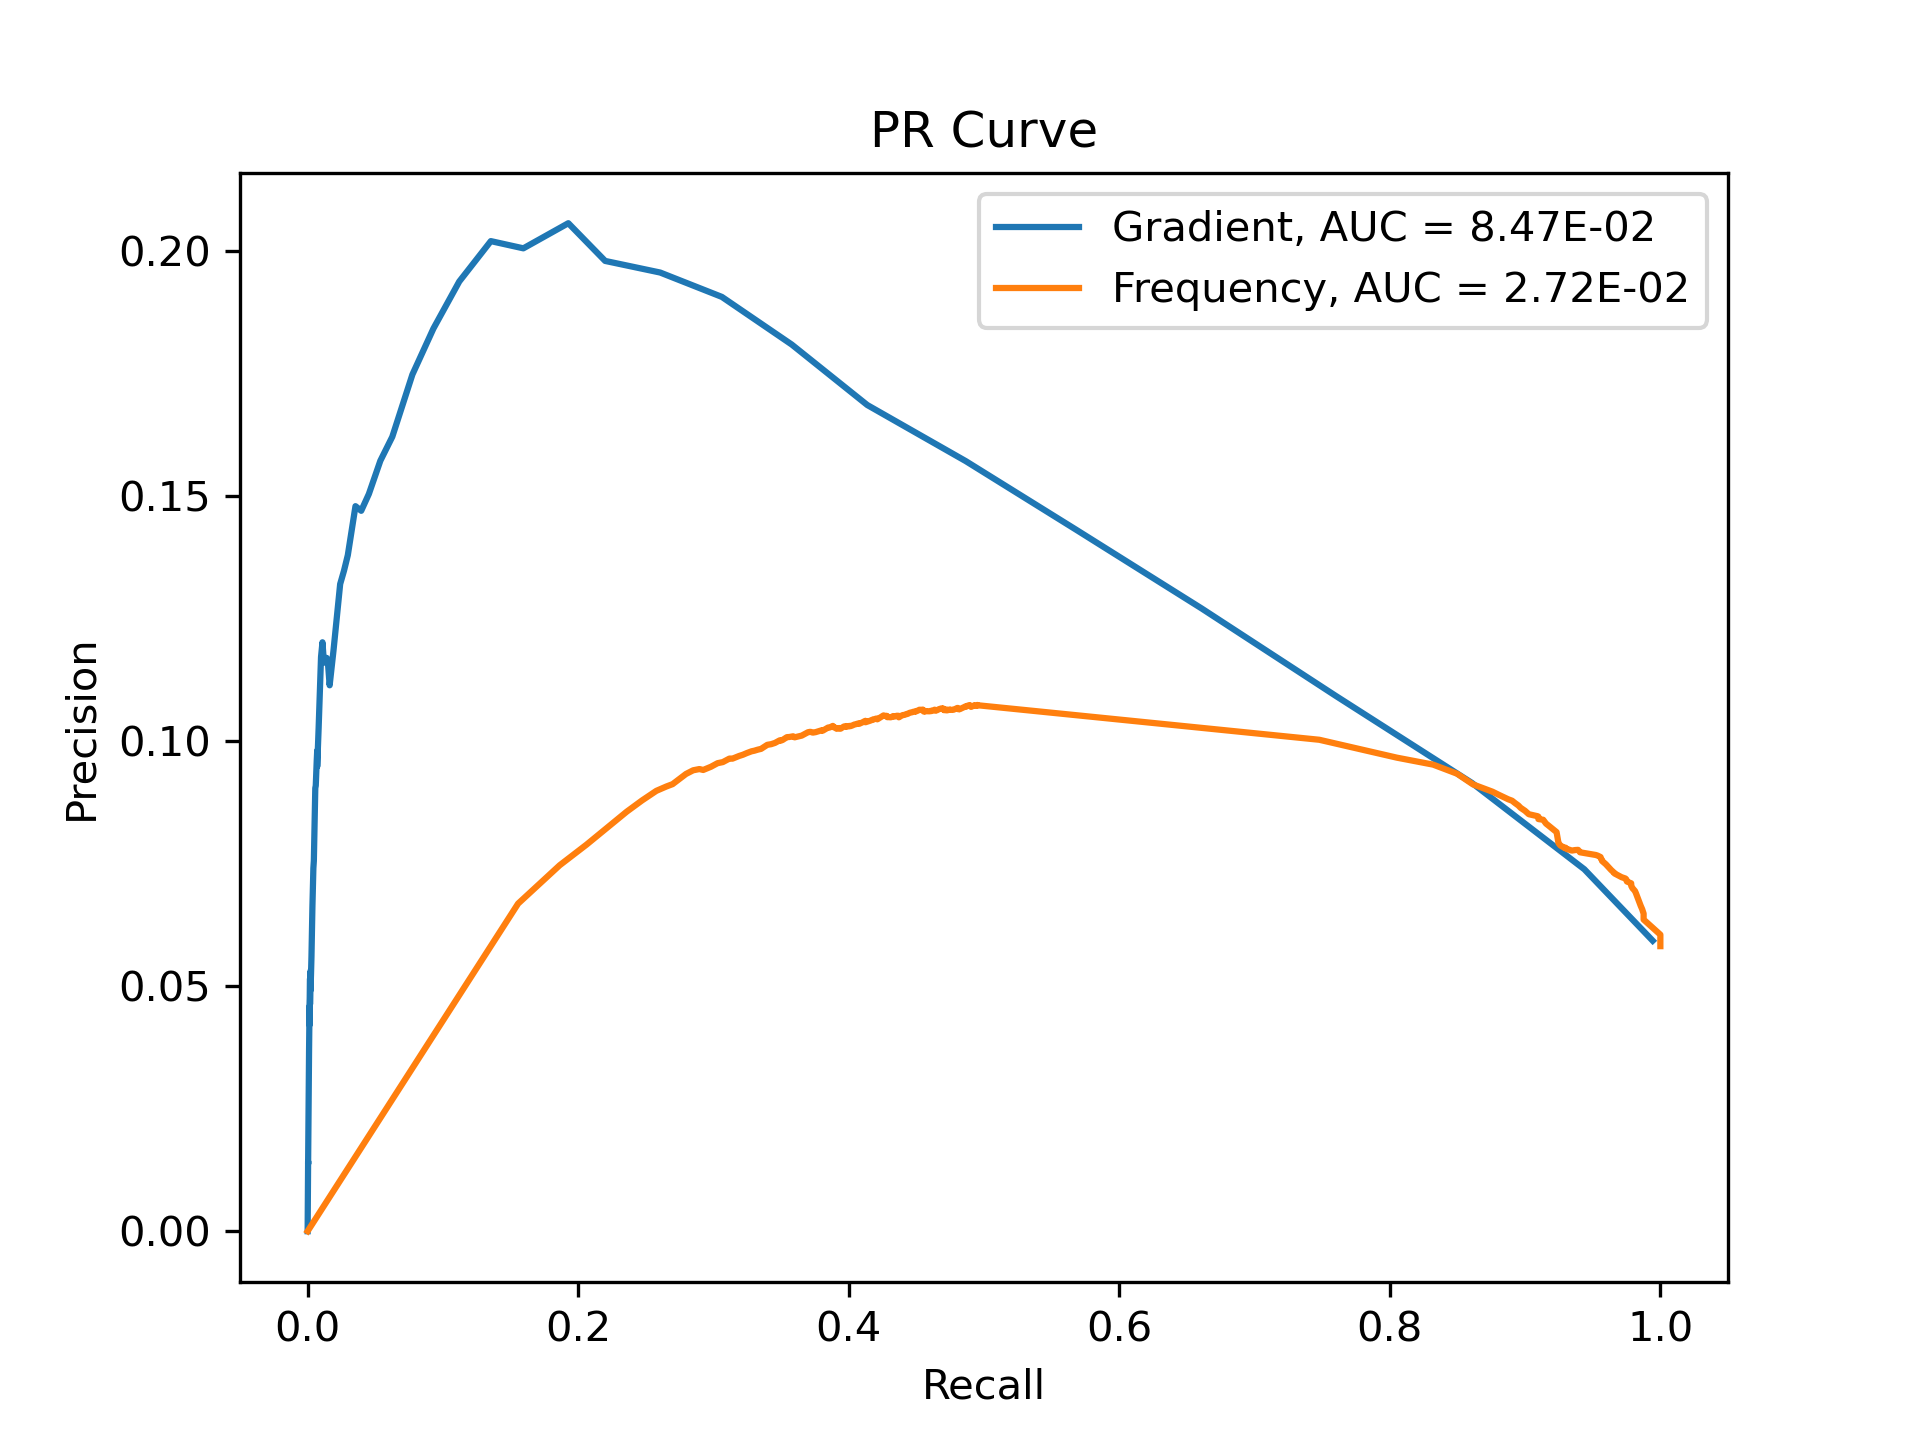 PR Curve
Gradient, AUC = 8.47E-02
Frequency, AUC = 2.72E-02
Precision
0.20
0.15
0.10
0.05
0.00
0.0 0.2 0.4 0.6 0.8 1.0
Recall